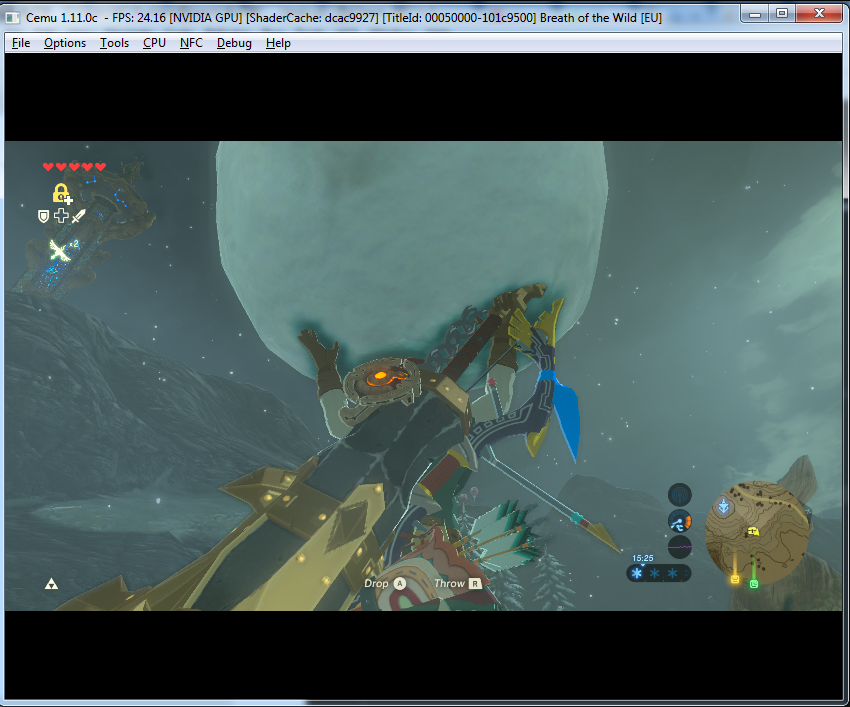 Cemu 1.11.0c - FPS: 24.16 [NVIDIA GPU] [ShaderCache: dcac9927] [TitleId: 00050000-101c9500] Breath of the Wild [EU]
File Options Tools CPU NFC Debug Help
×2
15:25
Drop A Throw R